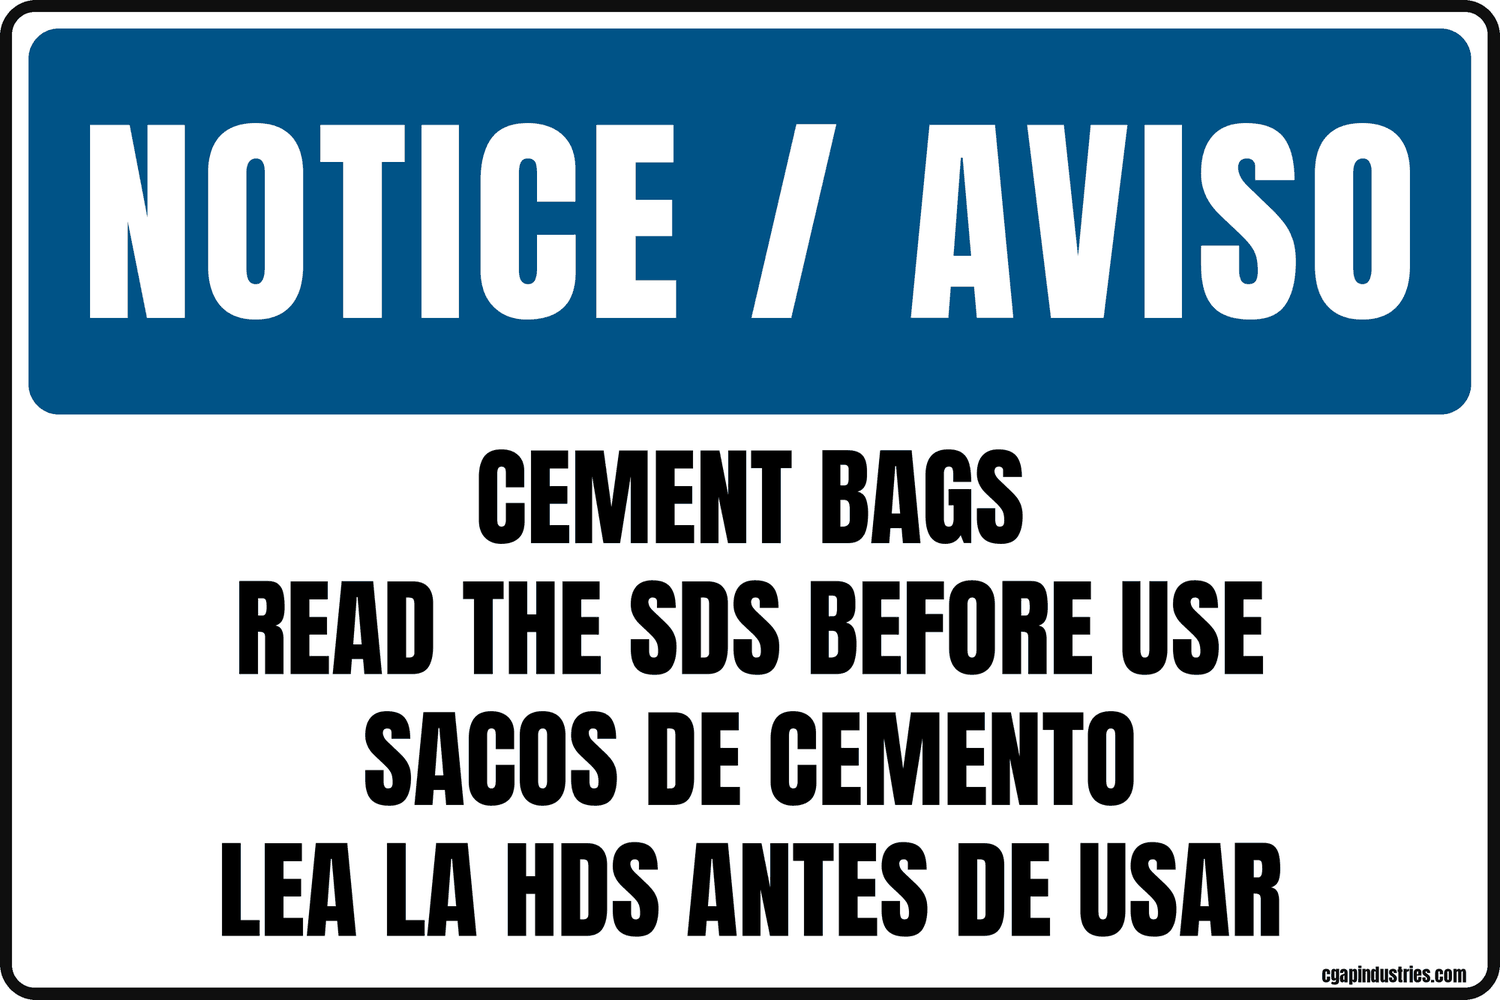 NOTICE / AVISO
CEMENT BAGS
READ THE SDS BEFORE USE
SACOS DE CEMENTO
LEA LA HDS ANTES DE USAR
cgapindustries.com